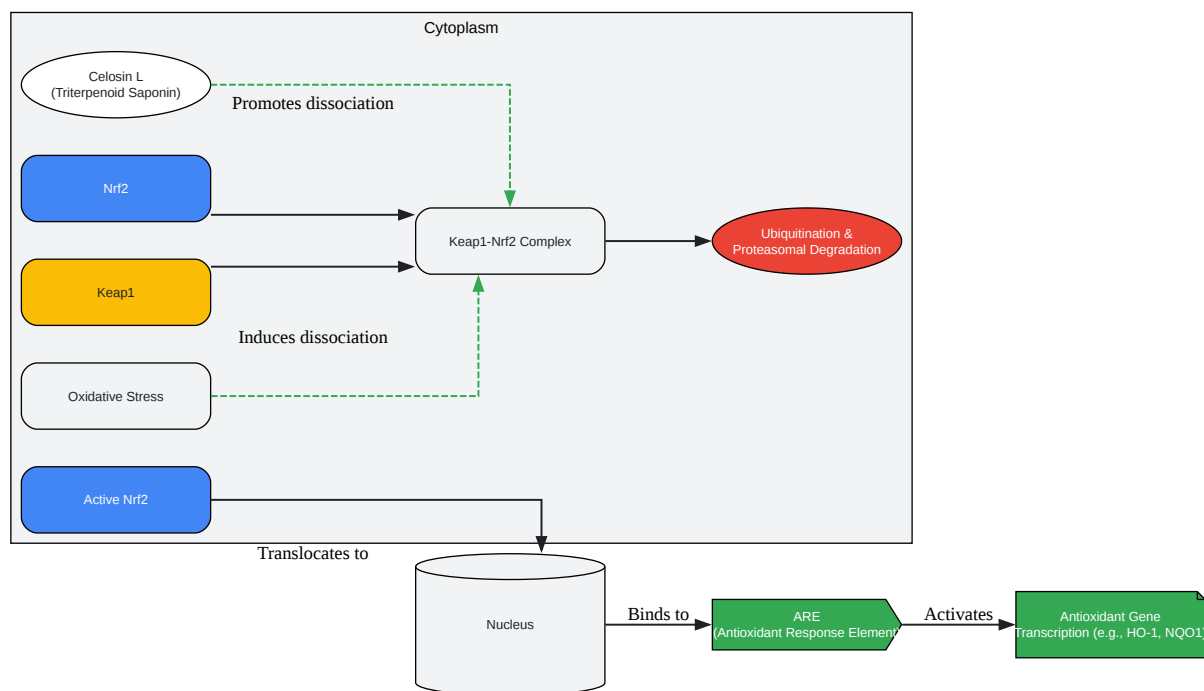 Cytoplasm
Celosin L
(Triterpenoid Saponin)
Promotes dissociation
Nrf2
Keap1-Nrf2 Complex
Ubiquitination &
Proteasomal Degradation
Keap1
Induces dissociation
Oxidative Stress
Active Nrf2
Translocates to
Nucleus
Binds to
ARE
(Antioxidant Response Element)
Activates
Antioxidant Gene
Transcription (e.g., HO-1, NQO1)